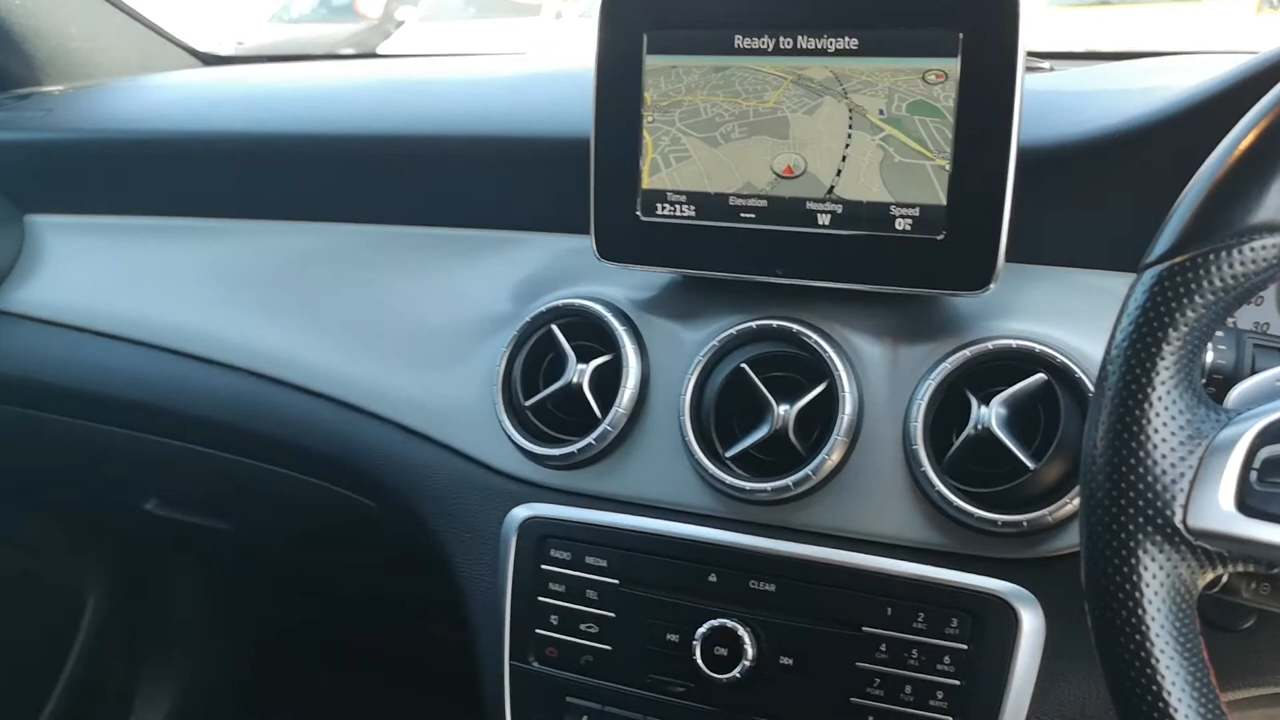 Ready to Navigate
Time
Elevation
Heading
Speed
12:15
---
W
RADIO
MEDIA
CLEAR
NAVI
TEL
ON
1
2
ABC
3
DEF
4
GHI
5
JKL
6
MNO
7
PQRS
8
TUV
9
WXYZ
30